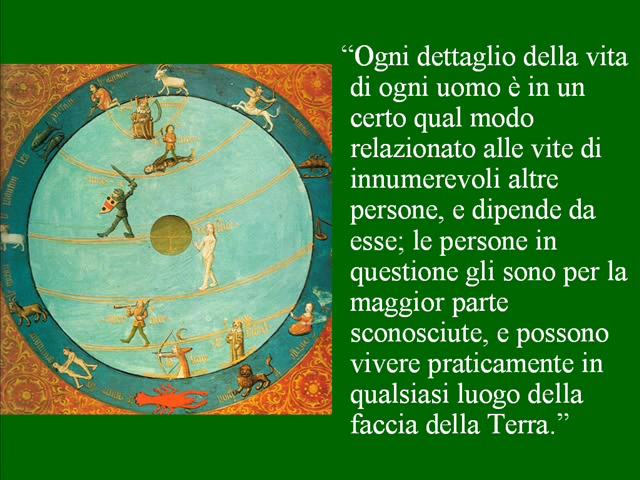 “Ogni dettaglio della vita
di ogni uomo è in un
certo qual modo
relazionato alle vite di
innumerevoli altre
persone, e dipende da
esse; le persone in
questione gli sono per la
maggior parte
sconosciute, e possono
vivere praticamente in
qualsiasi luogo della
faccia della Terra.”